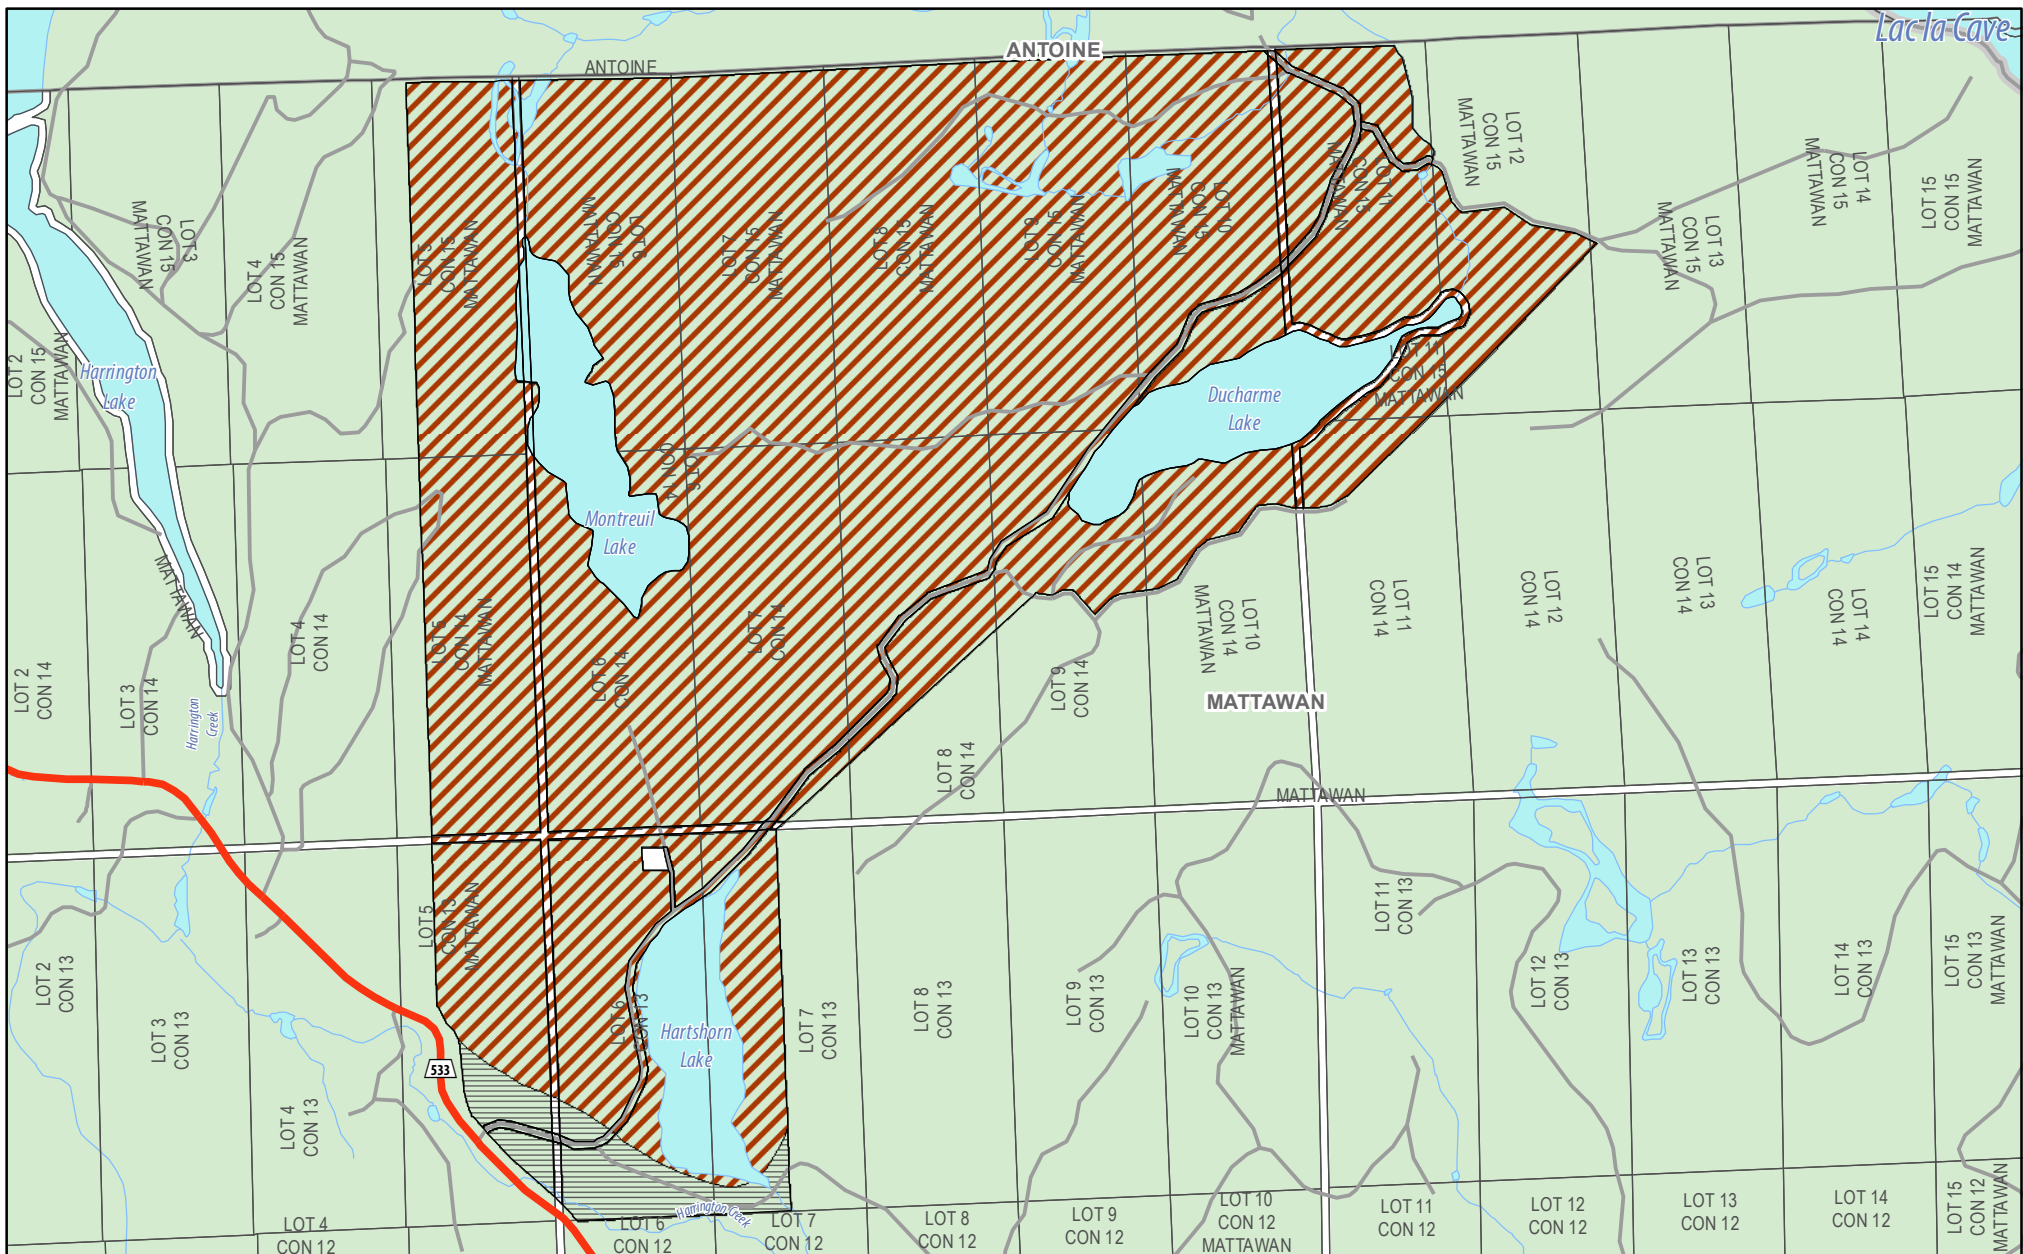 Lac la Cave
ANTOINE
ANTOINE
LOT 3
CON 15
MATTAWAN
LOT 4
CON 15
MATTAWAN
LOT 5
CON 15
MATTAWAN
LOT 6
CON 15
MATTAWAN
LOT 7
CON 15
MATTAWAN
LOT 8
CON 15
MATTAWAN
LOT 9
CON 15
MATTAWAN
LOT 10
CON 15
MATTAWAN
LOT 11
CON 15
MATTAWAN
LOT 12
CON 15
MATTAWAN
LOT 13
CON 15
MATTAWAN
LOT 14
CON 15
MATTAWAN
LOT 15
CON 15
MATTAWAN
LOT 2
CON 15
MATTAWAN
Harrington
Lake
Ducharme
Lake
LOT 11
CON 15
MATTAWAN
LOT 6
CON 14
Montreuil
Lake
MATTAWAN
LOT 2
CON 14
LOT 3
CON 14
LOT 4
CON 14
LOT 5
CON 14
MATTAWAN
LOT 6
CON 14
LOT 7
CON 14
LOT 8
CON 14
LOT 9
CON 14
LOT 10
CON 14
MATTAWAN
LOT 11
CON 14
LOT 12
CON 14
LOT 13
CON 14
LOT 14
CON 14
LOT 15
CON 14
MATTAWAN
Harrington
Creek
MATTAWAN
MATTAWAN
LOT 2
CON 13
LOT 3
CON 13
LOT 4
CON 13
LOT 5
CON 13
MATTAWAN
LOT 6
CON 13
Hartshorn
Lake
LOT 7
CON 13
LOT 8
CON 13
LOT 9
CON 13
LOT 10
CON 13
MATTAWAN
LOT 11
CON 13
LOT 12
CON 13
LOT 13
CON 13
LOT 14
CON 13
LOT 15
CON 13
MATTAWAN
533
Harrington Creek
LOT 4
CON 12
LOT 6
CON 12
LOT 7
CON 12
LOT 8
CON 12
LOT 9
CON 12
LOT 10
CON 12
MATTAWAN
LOT 11
CON 12
LOT 12
CON 12
LOT 13
CON 12
LOT 14
CON 12
LOT 15
CON 12
MATTAWAN